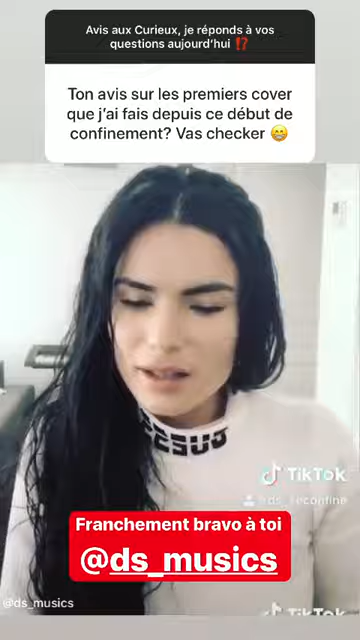 Avis aux Curieux, je réponds à vos
questions aujourd'hui ⁉️
Ton avis sur les premiers cover
que j'ai fais depuis ce début de
confinement? Vas checker 😁
TikTok
Franchement bravo à toi
@ds_musics
@ds_musics
TikTok